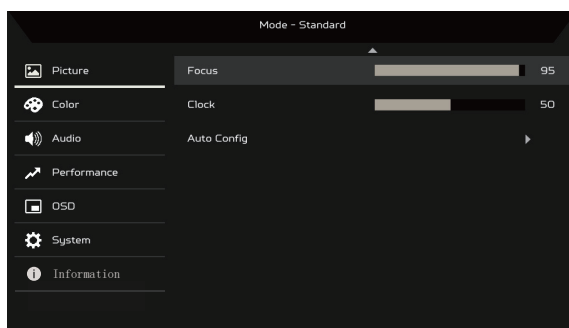 Mode - Standard
Picture
Focus 95
Color
Clock 50
Audio
Auto Config
Performance
OSD
System
Information